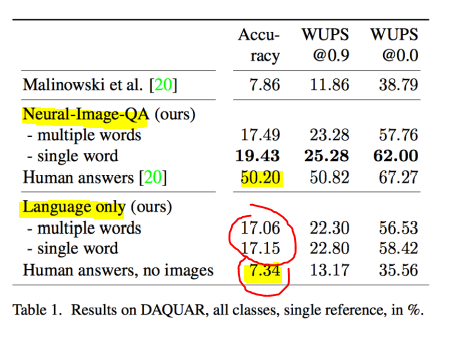 Accu- WUPS WUPS
racy @0.9 @0.0
Malinowski et al. [20] 7.86 11.86 38.79
Neural-Image-QA (ours)
- multiple words 17.49 23.28 57.76
- single word 19.43 25.28 62.00
Human answers [20] 50.20 50.82 67.27
Language only (ours)
- multiple words 17.06 22.30 56.53
- single word 17.15 22.80 58.42
Human answers, no images 7.34 13.17 35.56
Table 1. Results on DAQUAR, all classes, single reference, in %.